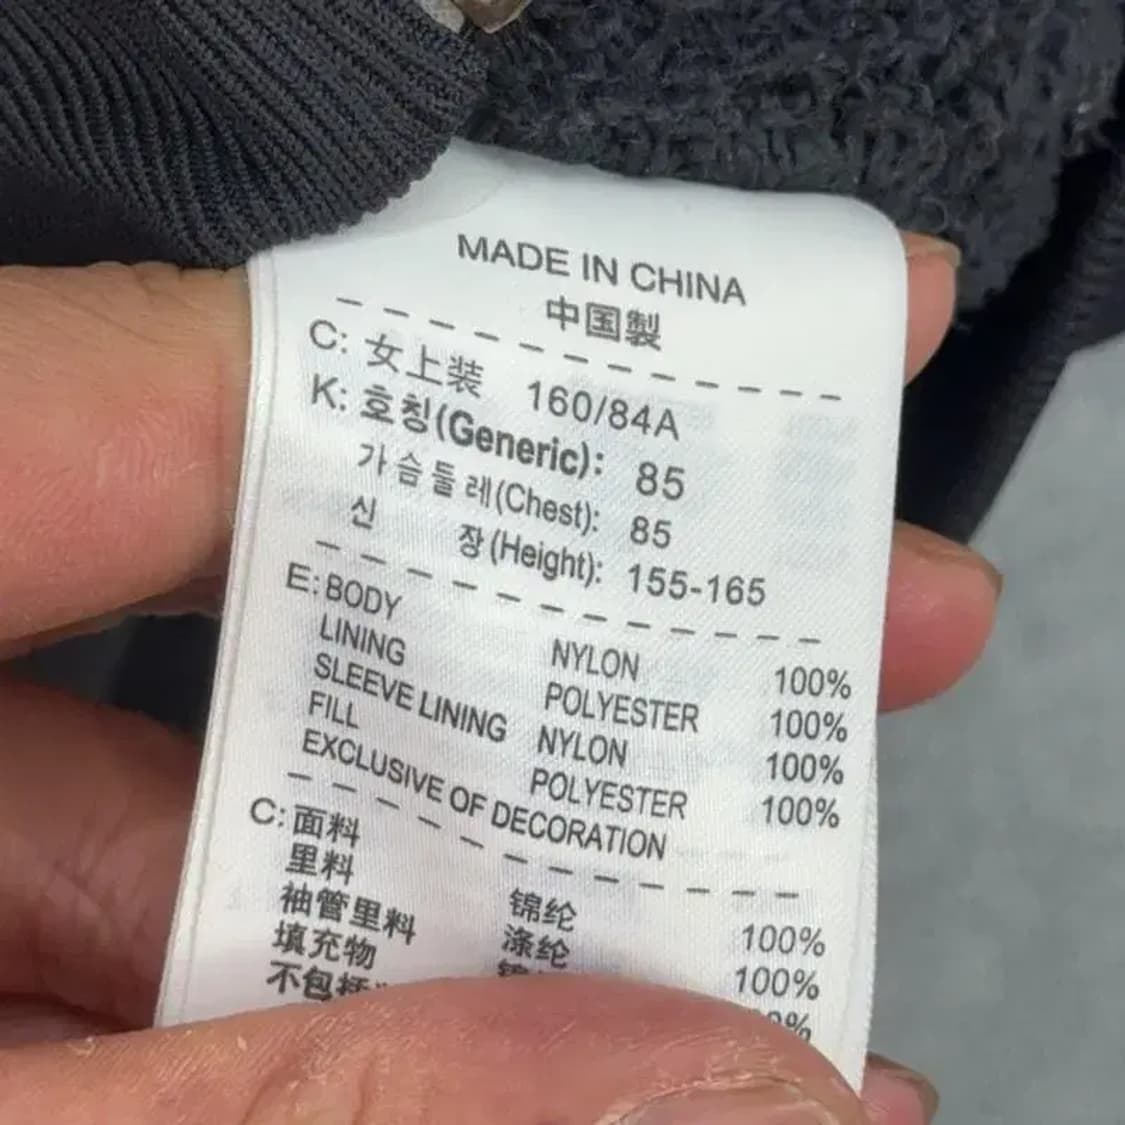 MADE IN CHINA
中国製
C: 女上装 160/84A
K: 호칭(Generic): 85
가슴둘레(Chest): 85
신 장(Height): 155-165
E: BODY NYLON 100%
LINING POLYESTER 100%
SLEEVE LINING NYLON 100%
FILL POLYESTER 100%
EXCLUSIVE OF DECORATION
C: 面料 锦纶 100%
里料 涤纶 100%
袖管里料
填充物
不包括